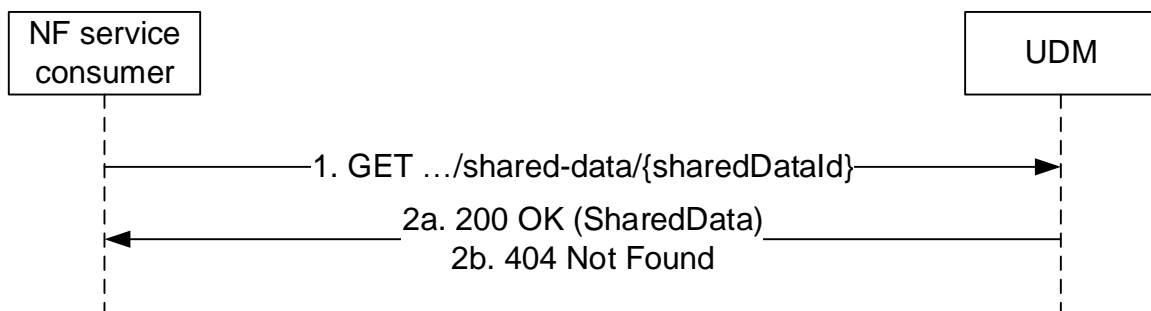 NF service
consumer
UDM
1. GET …/shared-data/{sharedDataId}
2a. 200 OK (SharedData)
2b. 404 Not Found